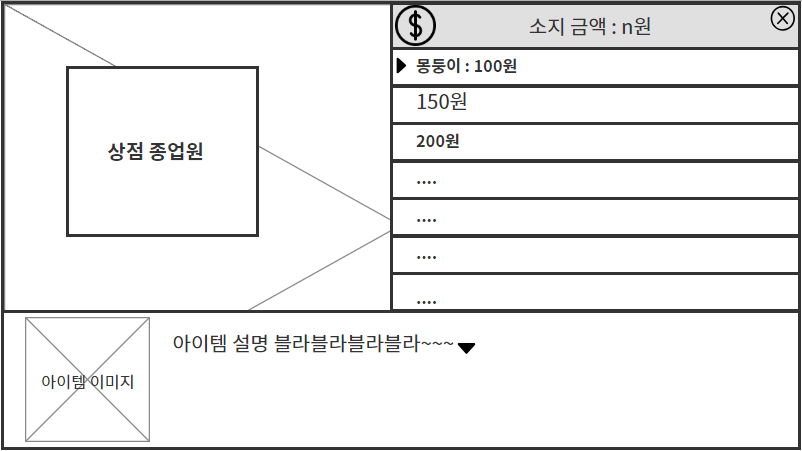 소지 금액 : n원
몽둥이 : 100원
150원
200원
....
....
....
....
상점 종업원
아이템 이미지
아이템 설명 블라블라블라블라~~~